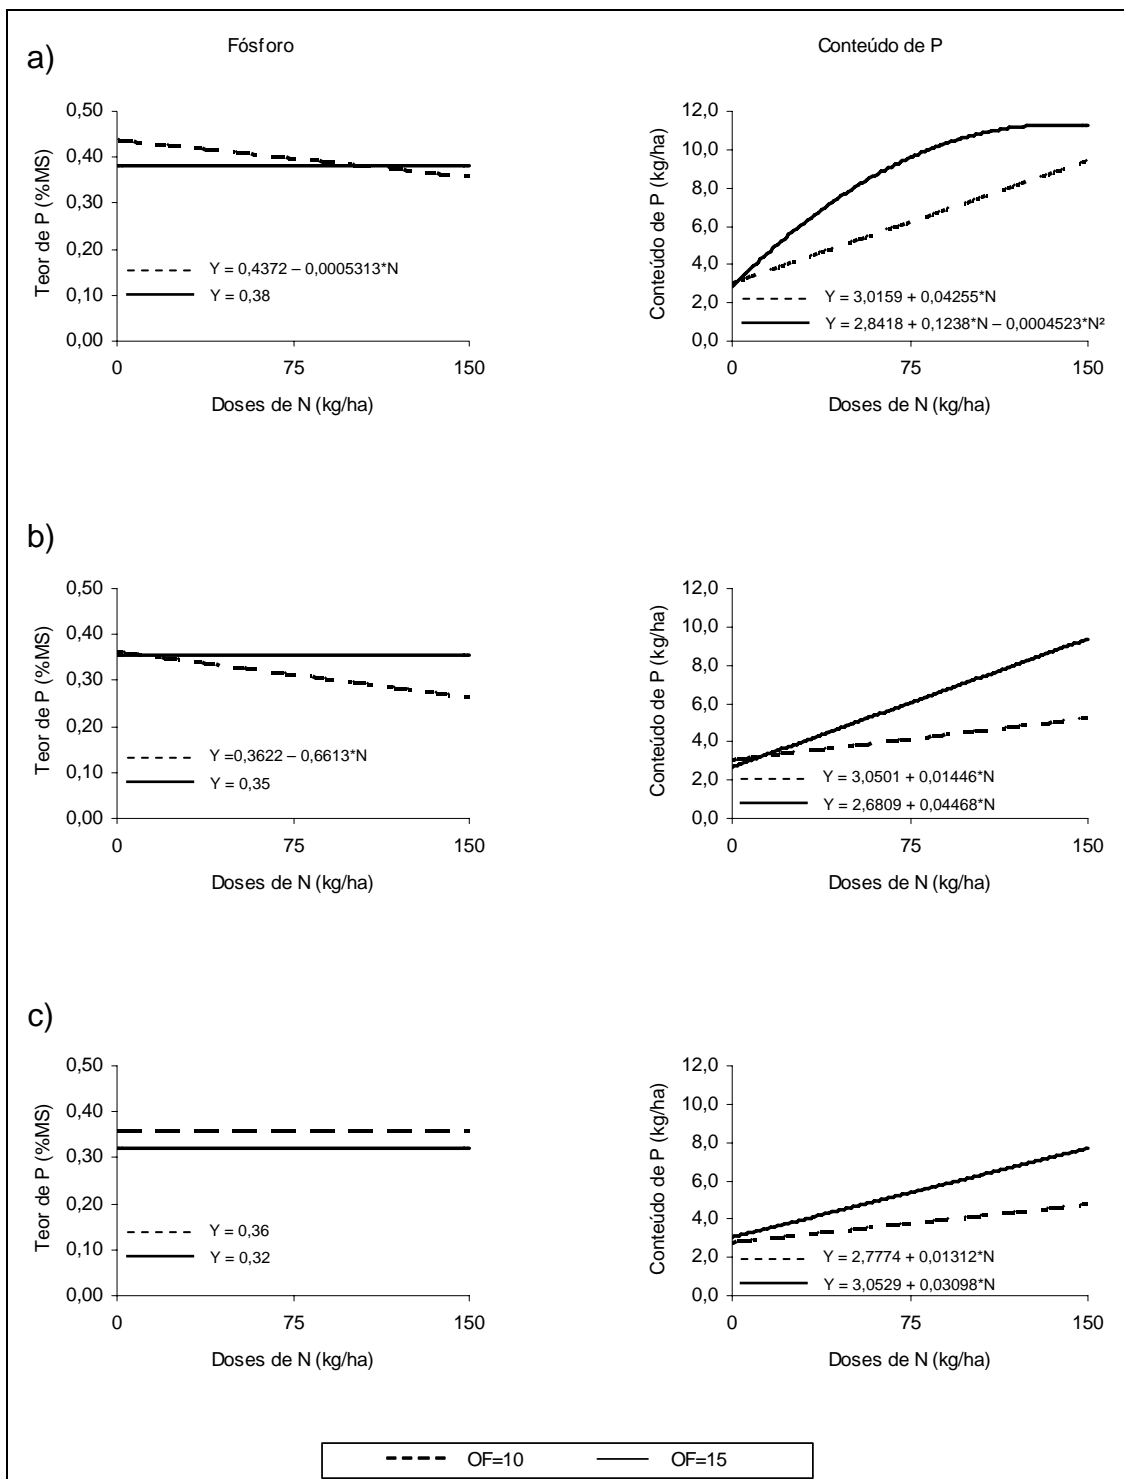 a)
Fósforo
Teor de P (%MS)
0,50
0,40
0,30
0,20
0,10
0,00
Y = 0,4372 – 0,0005313*N
Y = 0,38
0 75 150
Doses de N (kg/ha)
Conteúdo de P
Conteúdo de P (kg/ha)
12,0
10,0
8,0
6,0
4,0
2,0
0,0
Y = 3,0159 + 0,04255*N
Y = 2,8418 + 0,1238*N – 0,0004523*N²
0 75 150
Doses de N (kg/ha)
b)
Teor de P (%MS)
0,50
0,40
0,30
0,20
0,10
0,00
Y =0,3622 – 0,6613*N
Y = 0,35
0 75 150
Doses de N (kg/ha)
Conteúdo de P (kg/ha)
12,0
10,0
8,0
6,0
4,0
2,0
0,0
Y = 3,0501 + 0,01446*N
Y = 2,6809 + 0,04468*N
0 75 150
Doses de N (kg/ha)
c)
Teor de P (%MS)
0,50
0,40
0,30
0,20
0,10
0,00
Y = 0,36
Y = 0,32
0 75 150
Doses de N (kg/ha)
Conteúdo de P (kg/ha)
12,0
10,0
8,0
6,0
4,0
2,0
0,0
Y = 2,7774 + 0,01312*N
Y = 3,0529 + 0,03098*N
0 75 150
Doses de N (kg/ha)
OF=10 OF=15